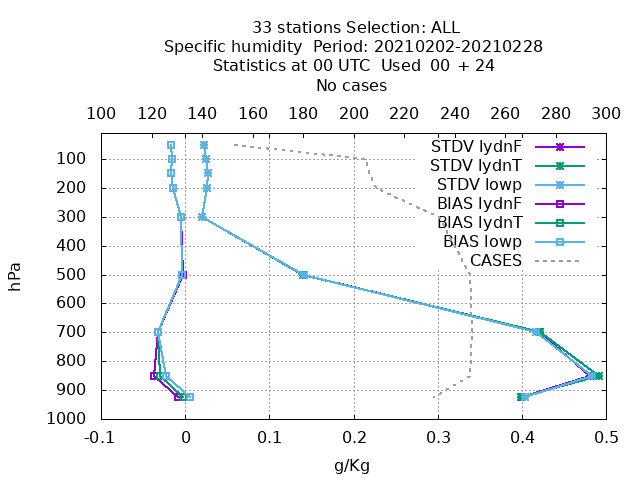 33 stations Selection: ALL
Specific humidity  Period: 20210202-20210228
Statistics at 00 UTC  Used  00 + 24
No cases
100 120 140 160 180 200 220 240 260 280 300
STDV lydnF
STDV lydnT
STDV lowp
BIAS lydnF
BIAS lydnT
BIAS lowp
CASES
100
200
300
400
500
600
700
800
900
1000
hPa
-0.1 0 0.1 0.2 0.3 0.4 0.5
g/Kg